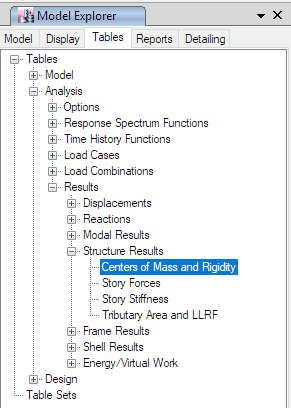 Model Explorer
Model Display Tables Reports Detailing
Tables
Model
Analysis
Options
Response Spectrum Functions
Time History Functions
Load Cases
Load Combinations
Results
Displacements
Reactions
Modal Results
Structure Results
Centers of Mass and Rigidity
Story Forces
Story Stiffness
Tributary Area and LLRF
Frame Results
Shell Results
Energy/Virtual Work
Design
Table Sets